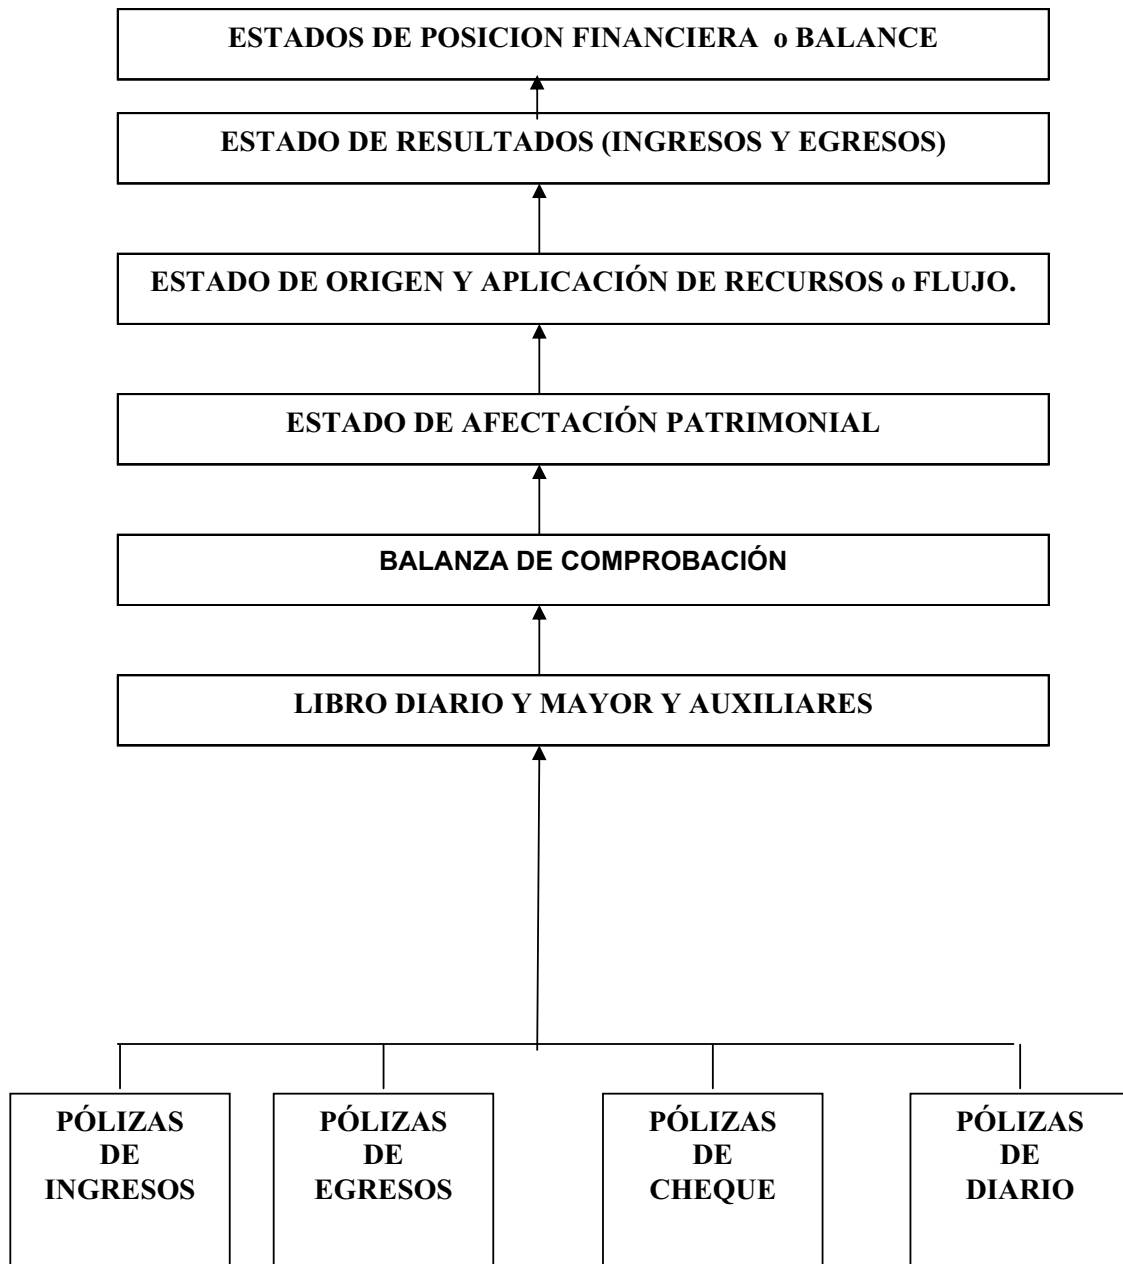 ESTADOS DE POSICION FINANCIERA o BALANCE
ESTADO DE RESULTADOS (INGRESOS Y EGRESOS)
ESTADO DE ORIGEN Y APLICACIÓN DE RECURSOS o FLUJO.
ESTADO DE AFECTACIÓN PATRIMONIAL
BALANZA DE COMPROBACIÓN
LIBRO DIARIO Y MAYOR Y AUXILIARES
PÓLIZAS
DE
INGRESOS
PÓLIZAS
DE
EGRESOS
PÓLIZAS
DE
CHEQUE
PÓLIZAS
DE
DIARIO